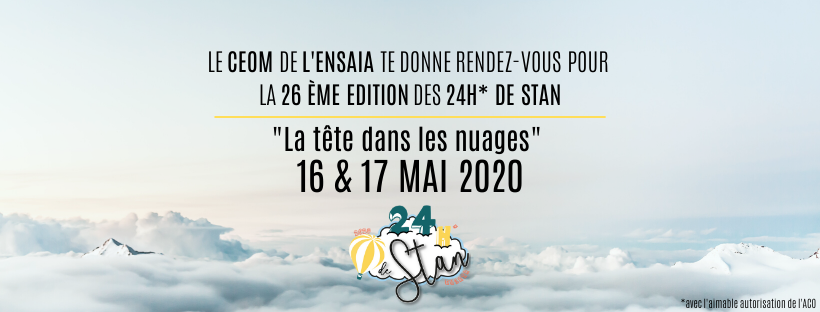 LE CEOM DE L'ENSAIA TE DONNE RENDEZ-VOUS POUR
LA 26 ÈME EDITION DES 24H* DE STAN
"La tête dans les nuages"
16 & 17 MAI 2020
24
H*
2020
de Stan
*avec l'aimable autorisation de l'ACO